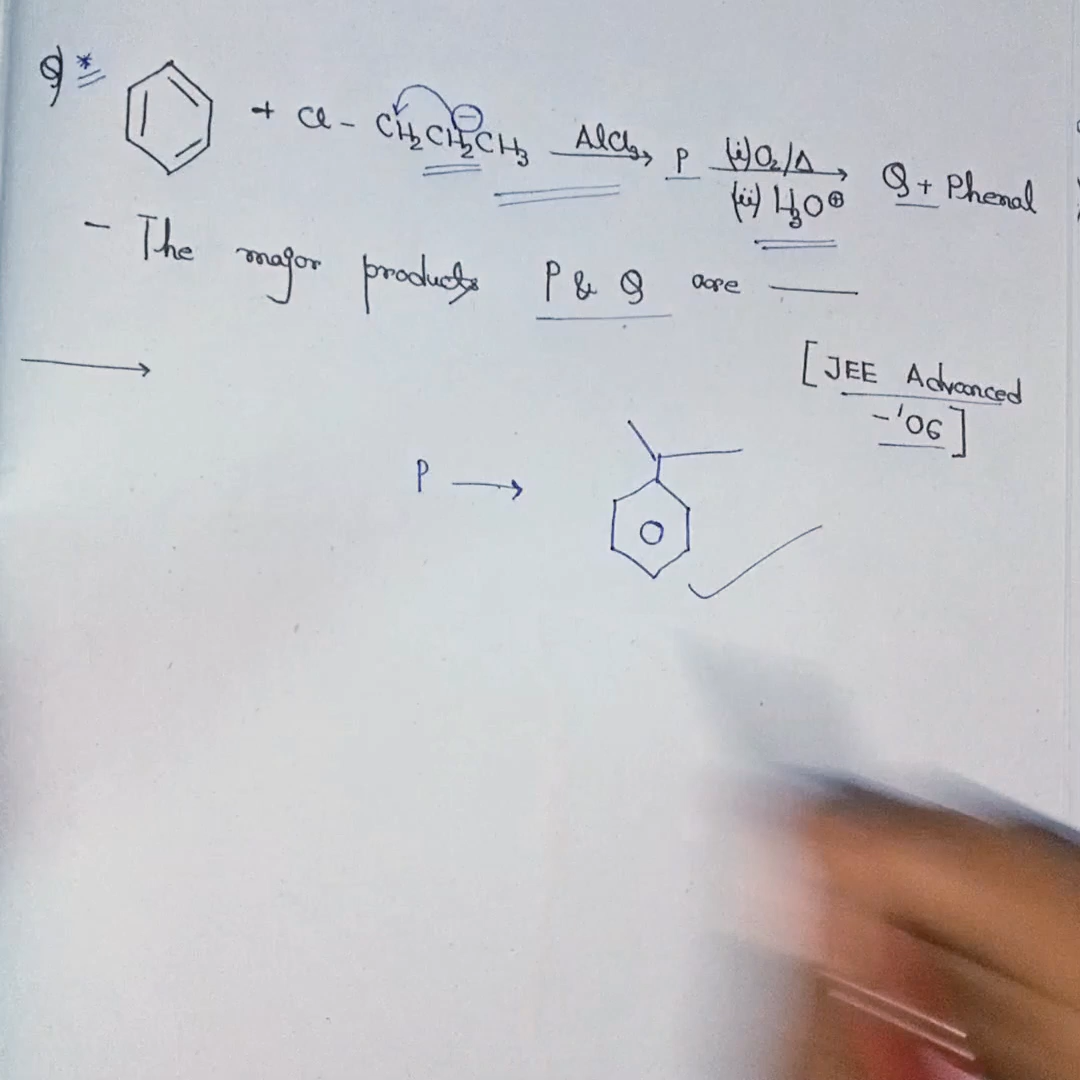 Q) *
+ Cl - CH₂CH₂CH₃ AlCl₃ P (i) O₂/Δ (ii) H₃O⊕ Q + Phenol
- The major products P & Q are ——
[JEE Advanced
-'06]
P →